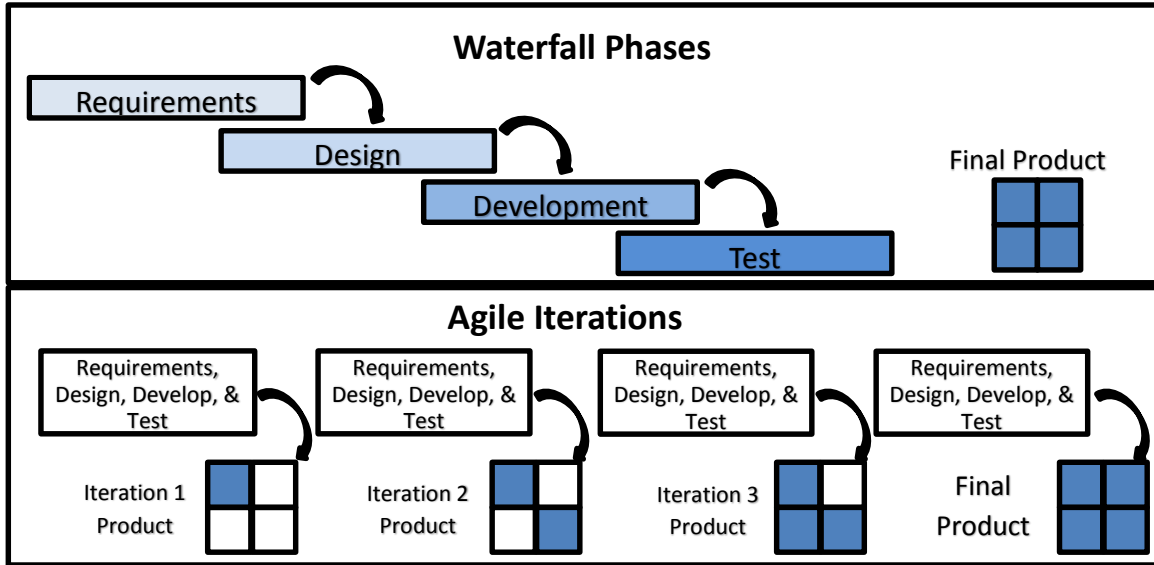 Waterfall Phases
Requirements
Design
Development
Test
Final Product
Agile Iterations
Requirements,
Design, Develop, &
Test
Requirements,
Design, Develop, &
Test
Requirements,
Design, Develop, &
Test
Requirements,
Design, Develop, &
Test
Iteration 1
Product
Iteration 2
Product
Iteration 3
Product
Final
Product